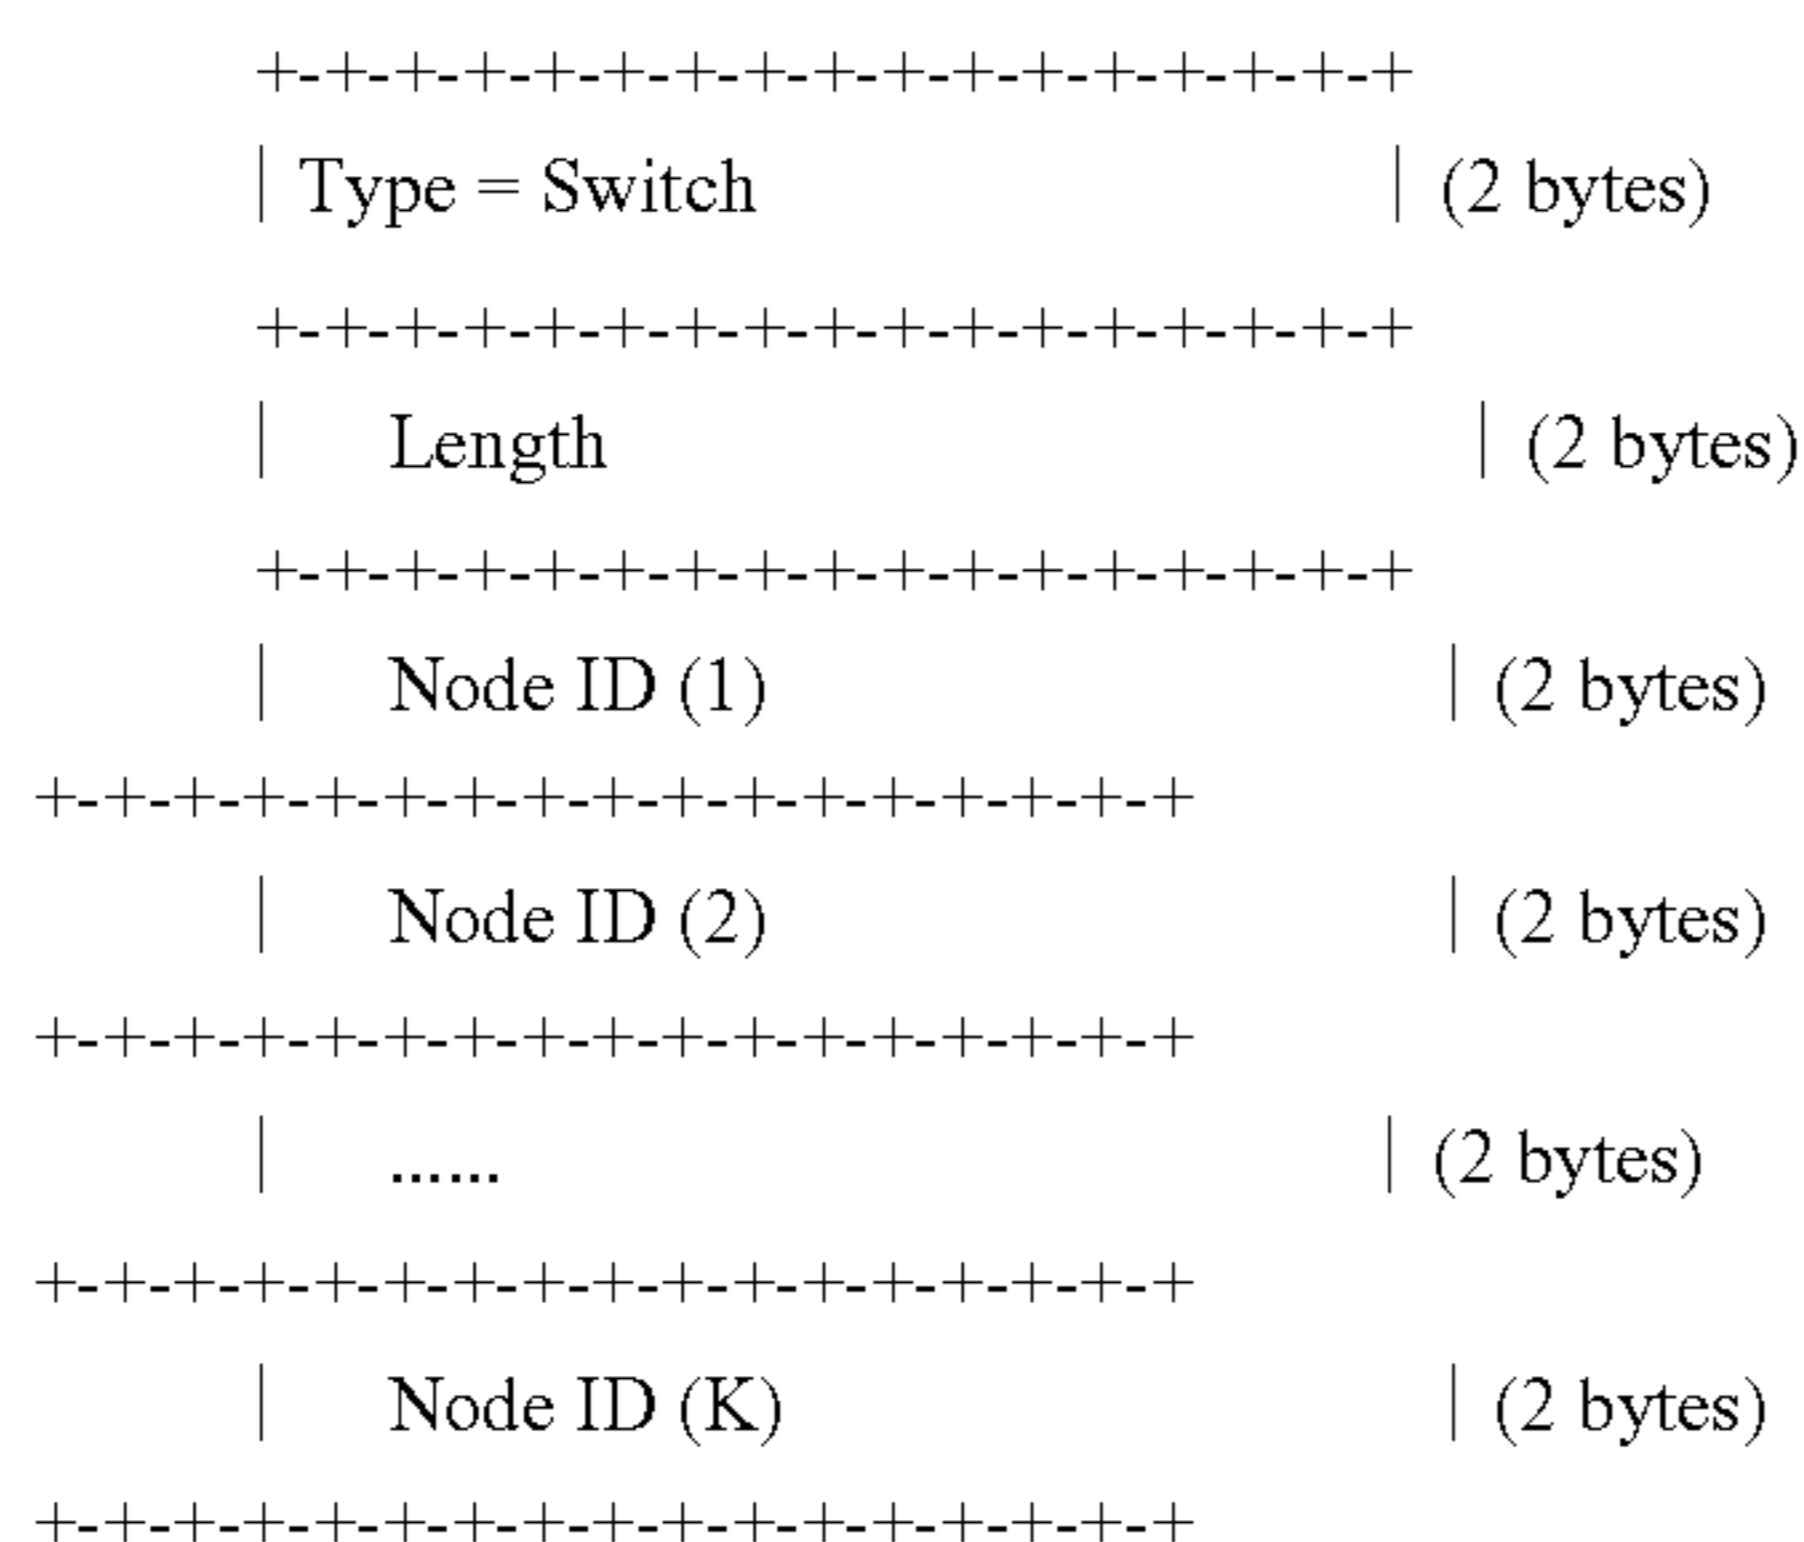 +-+-+-+-+-+-+-+-+-+-+-+-+-+-+-+-+
| Type = Switch | (2 bytes)
+-+-+-+-+-+-+-+-+-+-+-+-+-+-+-+-+
| Length | (2 bytes)
+-+-+-+-+-+-+-+-+-+-+-+-+-+-+-+-+
| Node ID (1) | (2 bytes)
+-+-+-+-+-+-+-+-+-+-+-+-+-+-+-+-+
| Node ID (2) | (2 bytes)
+-+-+-+-+-+-+-+-+-+-+-+-+-+-+-+-+
| ...... | (2 bytes)
+-+-+-+-+-+-+-+-+-+-+-+-+-+-+-+-+
| Node ID (K) | (2 bytes)
+-+-+-+-+-+-+-+-+-+-+-+-+-+-+-+-+